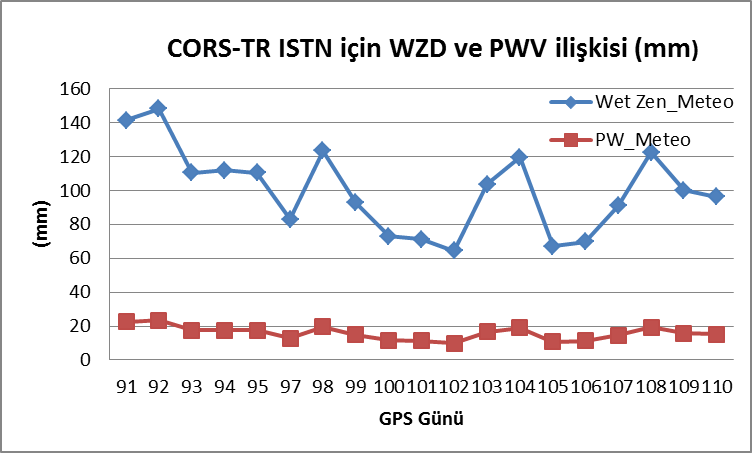 CORS-TR ISTN için WZD ve PWV ilişkisi (mm)
160
140
120
100
80
60
40
20
0
(mm)
Wet Zen_Meteo
PW_Meteo
91 92 93 94 95 97 98 99 100 101 102 103 104 105 106 107 108 109 110
GPS Günü